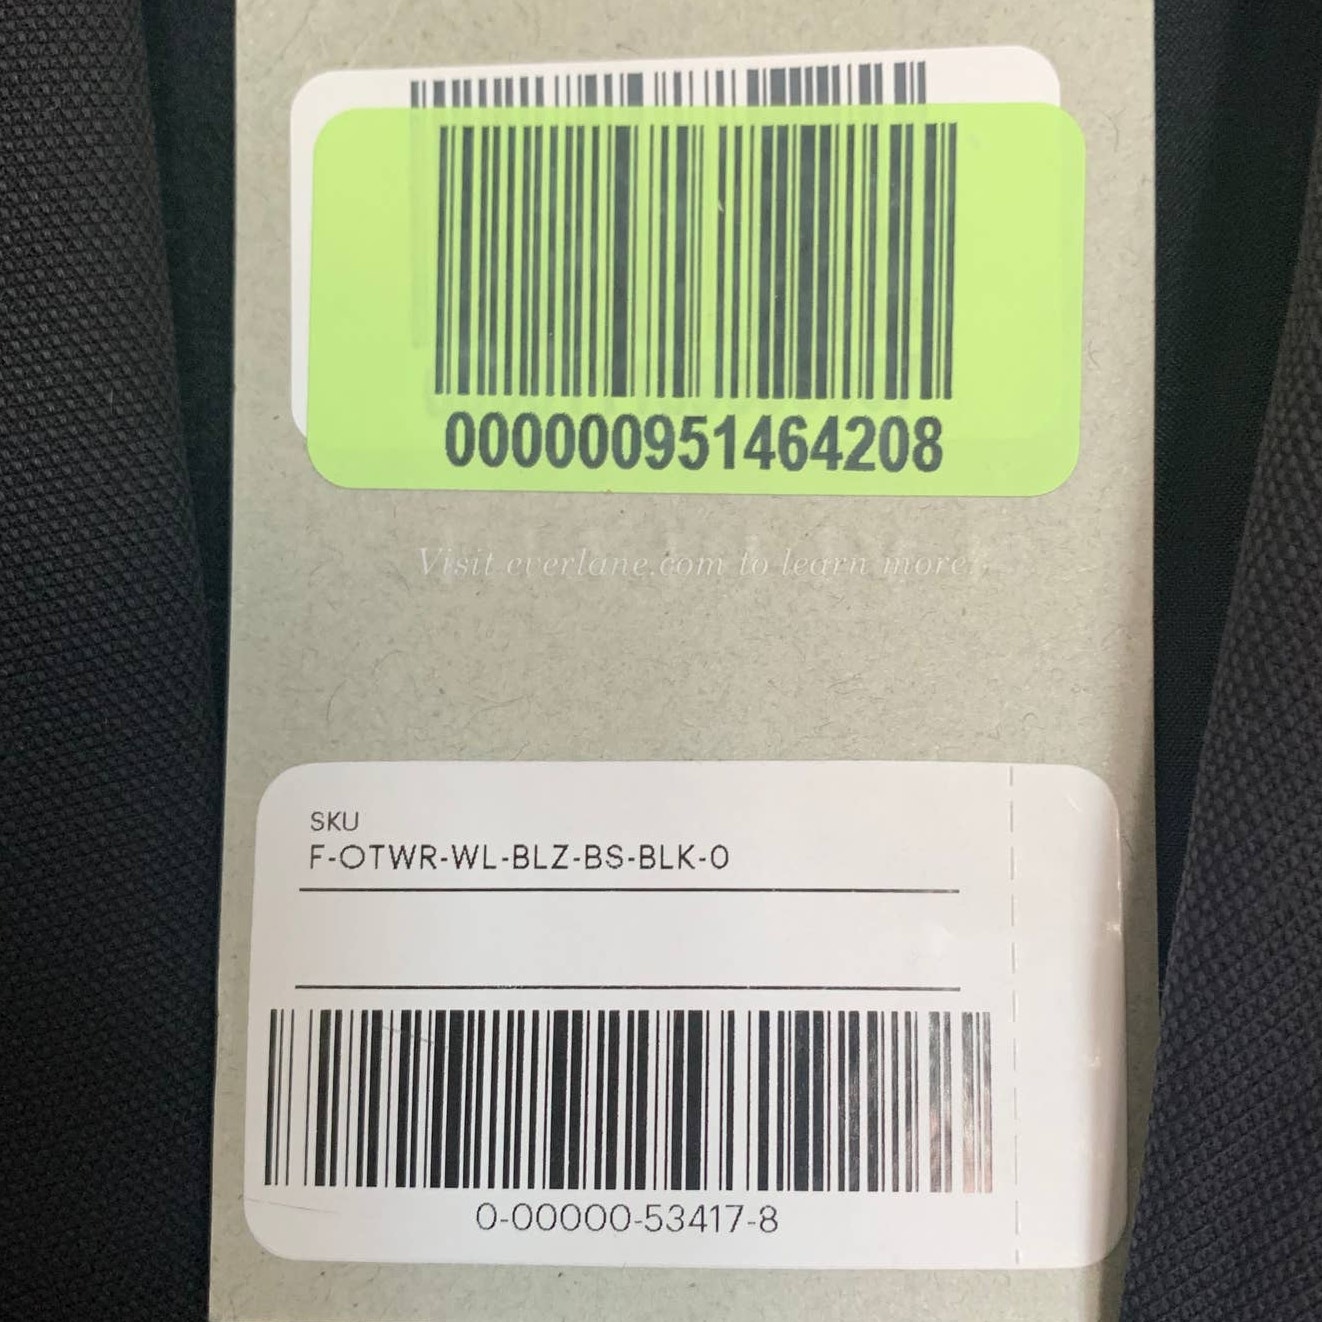 000000951464208
Visit everlane.com to learn more.
SKU
F-OTWR-WL-BLZ-BS-BLK-0
0-00000-53417-8